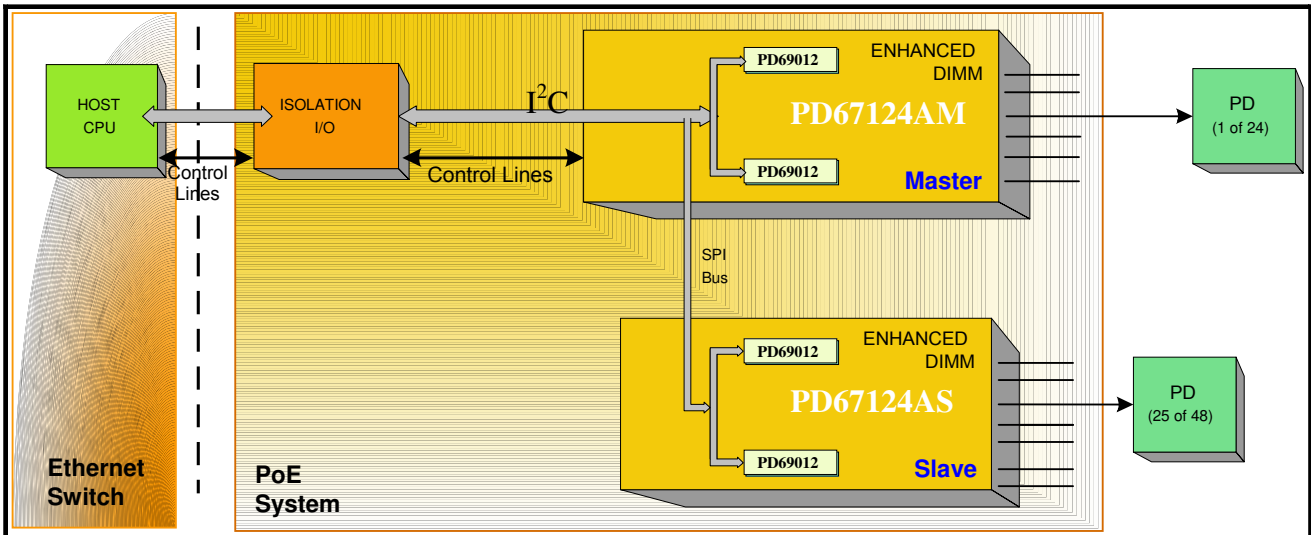 HOST
CPU
Control
Lines
ISOLATION
I/O
I²C
Control Lines
PD69012
ENHANCED
DIMM
PD67124AM
PD69012
Master
PD
(1 of 24)
SPI
Bus
PD69012
ENHANCED
DIMM
PD67124AS
PD69012
Slave
PD
(25 of 48)
Ethernet
Switch
PoE
System